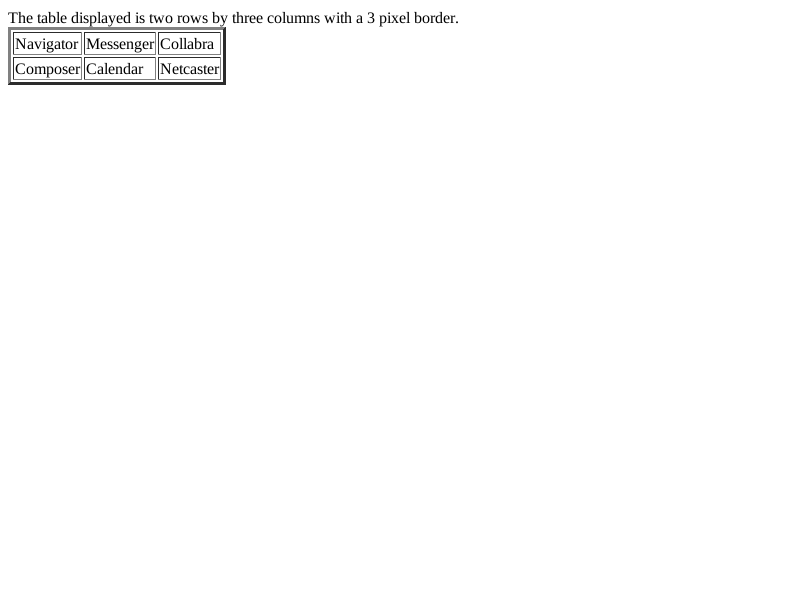 The table displayed is two rows by three columns with a 3 pixel border.
Navigator Messenger Collabra
Composer Calendar Netcaster